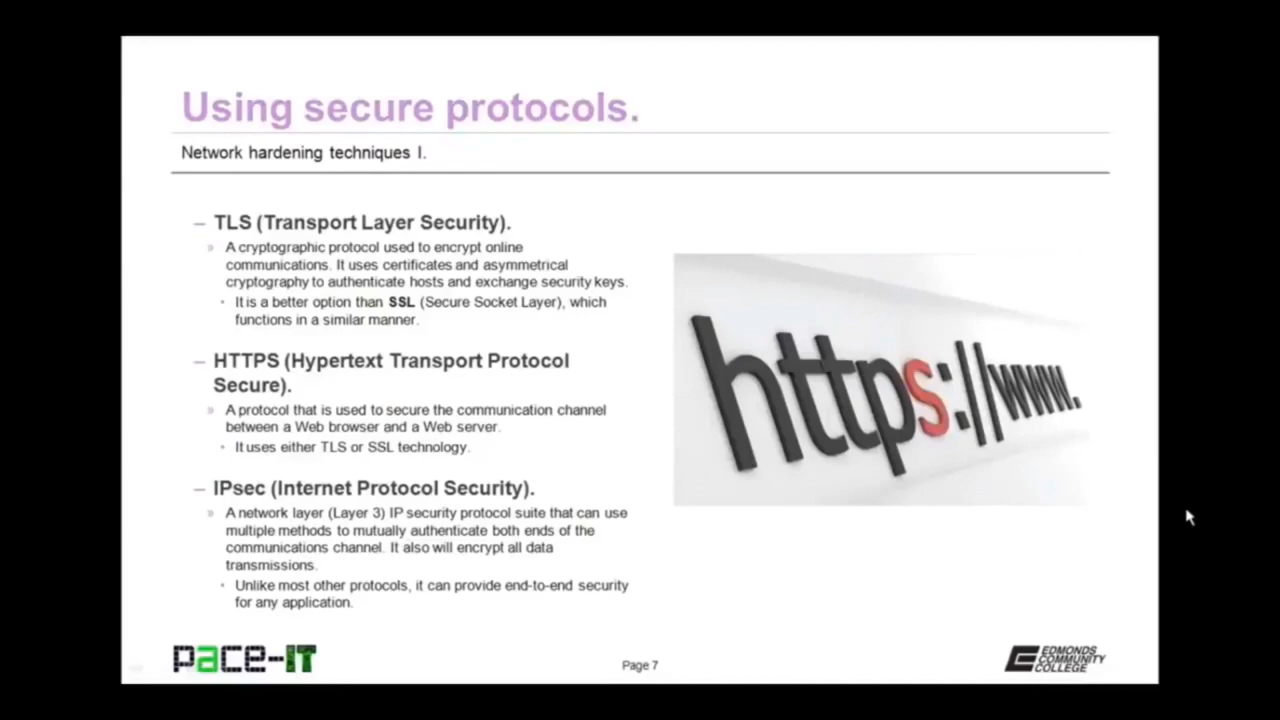 Using secure protocols.
Network hardening techniques I.
– TLS (Transport Layer Security).
» A cryptographic protocol used to encrypt online
communications. It uses certificates and asymmetrical
cryptography to authenticate hosts and exchange security keys.
• It is a better option than SSL (Secure Socket Layer), which
functions in a similar manner.
– HTTPS (Hypertext Transport Protocol
Secure).
» A protocol that is used to secure the communication channel
between a Web browser and a Web server.
• It uses either TLS or SSL technology.
– IPsec (Internet Protocol Security).
» A network layer (Layer 3) IP security protocol suite that can use
multiple methods to mutually authenticate both ends of the
communications channel. It also will encrypt all data
transmissions.
• Unlike most other protocols, it can provide end-to-end security
for any application.
https://www.
pace-IT
Page 7
EDMONDS
COMMUNITY
COLLEGE